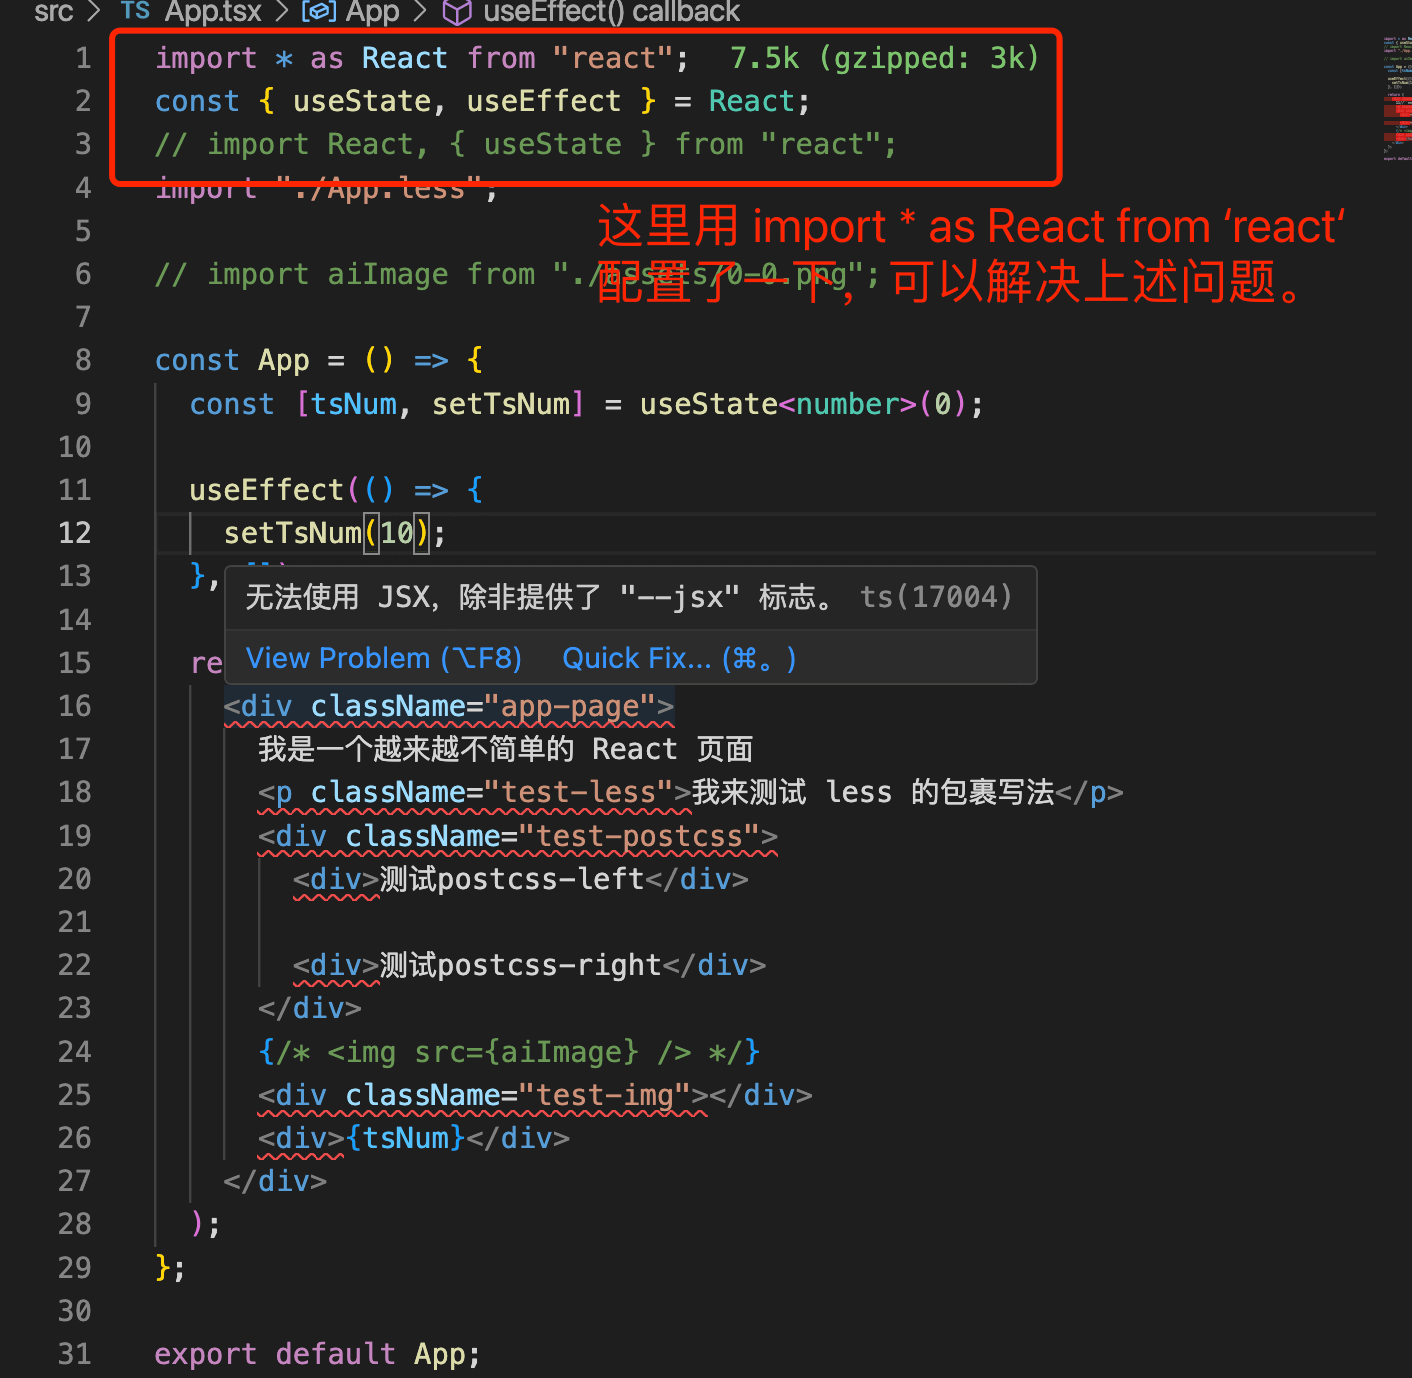 src > TS App.tsx > App > useEffect() callback
1 import * as React from "react"; 7.5k (gzipped: 3k)
2 const { useState, useEffect } = React;
3 // import React, { useState } from "react";
4 import "./App.less";
这里用 import * as React from ‘react‘
5
配置了一下，可以解决上述问题。
6 // import aiImage from "./assets/0-0.png";
7
8 const App = () => {
9 const [tsNum, setTsNum] = useState<number>(0);
10
11 useEffect(() => {
12 setTsNum(10);
13 }, []);
无法使用 JSX，除非提供了 "--jsx" 标志。 ts(17004)
14
View Problem (⌥F8) Quick Fix... (⌘。)
15 re
16 <div className="app-page">
17 我是一个越来越不简单的 React 页面
18 <p className="test-less">我来测试 less 的包裹写法</p>
19 <div className="test-postcss">
20 <div>测试postcss-left</div>
21
22 <div>测试postcss-right</div>
23 </div>
24 {/* <img src={aiImage} /> */}
25 <div className="test-img"></div>
26 <div>{tsNum}</div>
27 </div>
28 );
29 };
30
31 export default App;